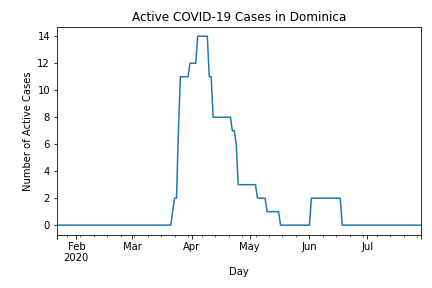 Active COVID-19 Cases in Dominica
14
12
10
8
6
4
2
0
Number of Active Cases
Feb Mar Apr May Jun Jul
2020
Day